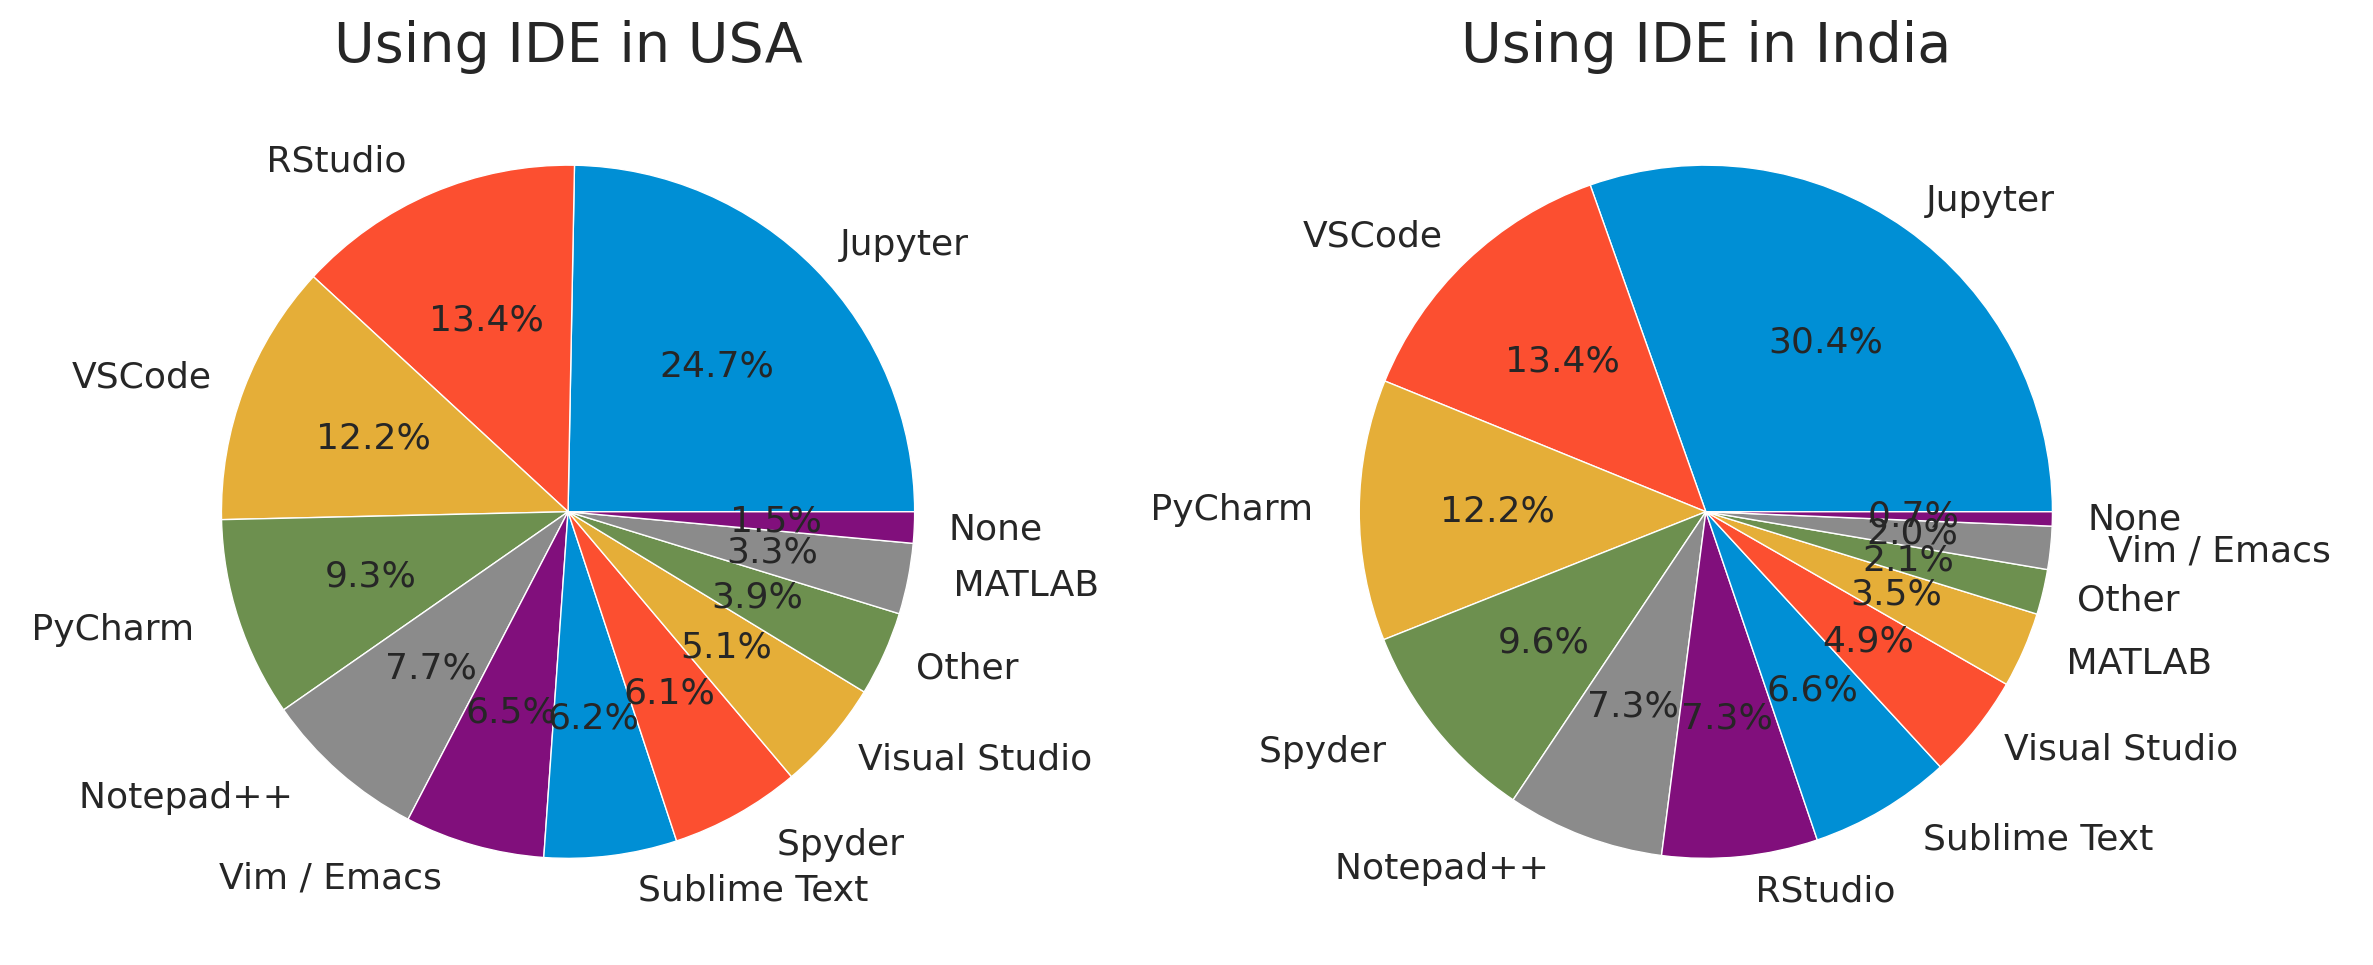 Using IDE in USA
RStudio
Jupyter
13.4%
24.7%
VSCode
12.2%
1.5%
None
3.3%
9.3%
MATLAB
3.9%
PyCharm
5.1%
7.7%
Other
6.1%
6.5%
6.2%
Visual Studio
Notepad++
Spyder
Vim / Emacs
Sublime Text
Using IDE in India
Jupyter
VSCode
30.4%
13.4%
PyCharm
12.2%
0.7%
None
2.0%
Vim / Emacs
2.1%
3.5%
Other
9.6%
4.9%
MATLAB
6.6%
7.3%
7.3%
Spyder
Visual Studio
Sublime Text
Notepad++
RStudio